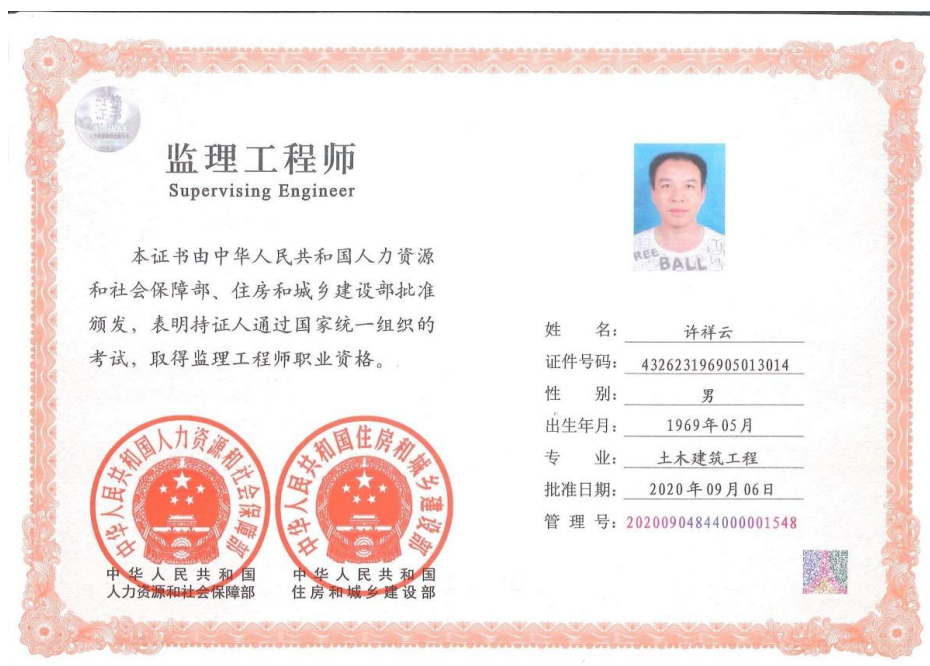 监理工程师
Supervising Engineer
本证书由中华人民共和国人力资源
和社会保障部、住房和城乡建设部批准
颁发，表明持证人通过国家统一组织的
考试，取得监理工程师职业资格。
中华人民共和国人力资源和社会保障部
中华人民共和国住房和城乡建设部
中华人民共和国
人力资源和社会保障部
中华人民共和国
住房和城乡建设部
REE
BALL
姓 名： 许祥云
证件号码： 432623196905013014
性 别： 男
出生年月： 1969年05月
专 业： 土木建筑工程
批准日期： 2020年09月06日
管 理 号： 20200904844000001548